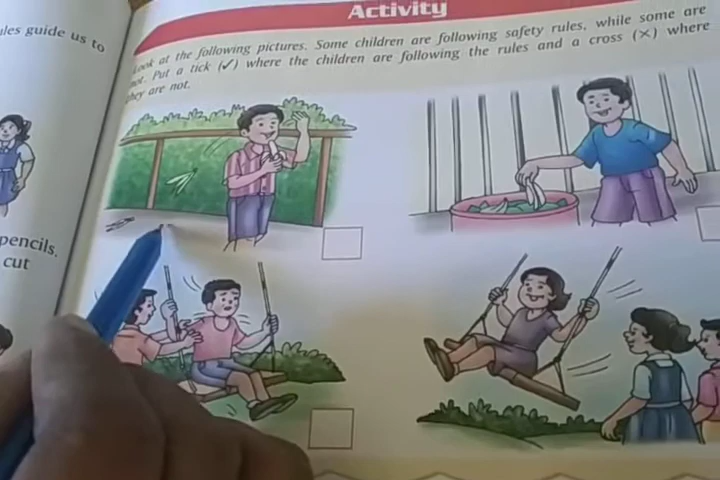 Activity
ules guide us to
Look at the following pictures. Some children are following safety rules, while some are
not. Put a tick (✓) where the children are following the rules and a cross (✕) where
they are not.
pencils,
cut